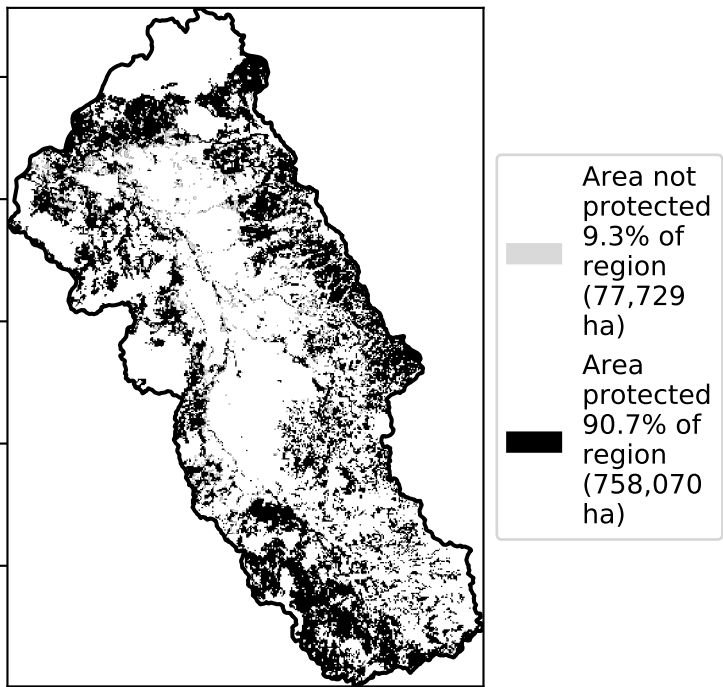 Area not
protected
9.3% of
region
(77,729
ha)
Area
protected
90.7% of
region
(758,070
ha)